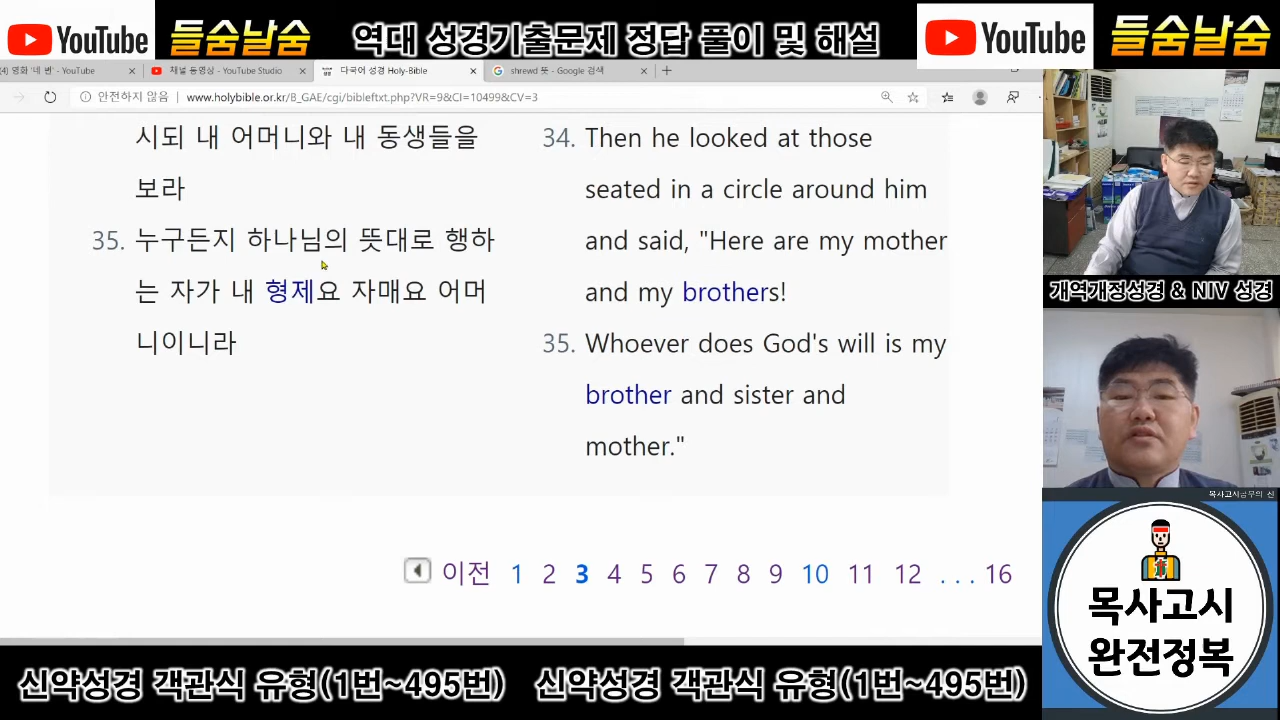 YouTube
들숨날숨
역대 성경기출문제 정답 풀이 및 해설
YouTube
들숨날숨
영화 '네 번' - YouTube
채널 동영상 - YouTube Studio
다국어 성경 Holy-Bible
shrewd 뜻 - Google 검색
안전하지 않음 www.holybible.or.kr/B_GAE/cgi/bibleftxt.php?VR=9&CI=10499&CV=
시되 내 어머니와 내 동생들을
보라
35. 누구든지 하나님의 뜻대로 행하
는 자가 내 형제요 자매요 어머
니이니라
34. Then he looked at those
seated in a circle around him
and said, "Here are my mother
and my brothers!
35. Whoever does God's will is my
brother and sister and
mother."
이전 1 2 3 4 5 6 7 8 9 10 11 12 . . . 16
개역개정성경 & NIV 성경
목사고시공부의 신
목사고시
완전정복
신약성경 객관식 유형(1번~495번) 신약성경 객관식 유형(1번~495번)